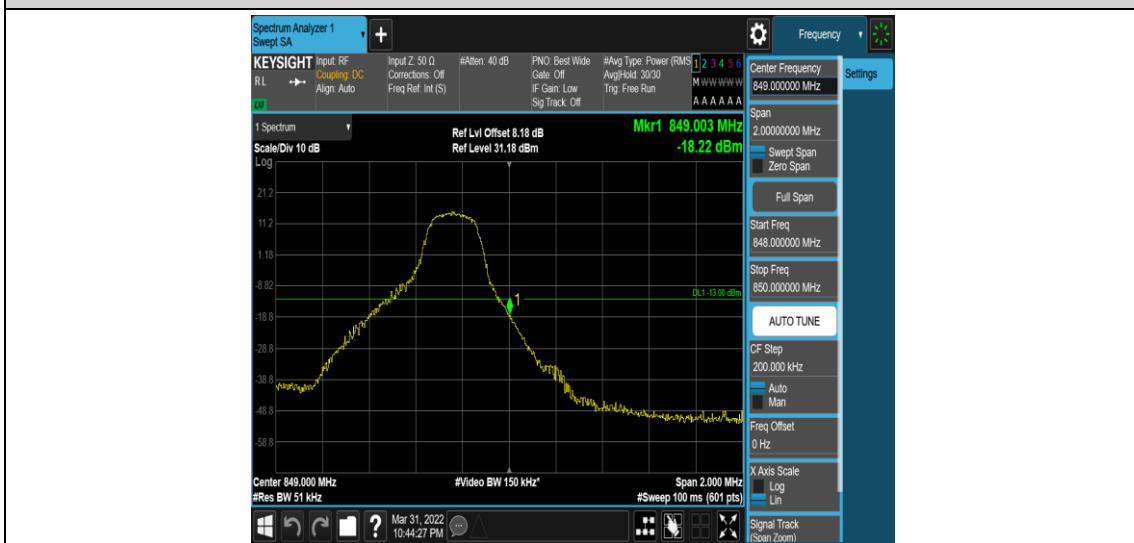 Spectrum Analyzer 1
Swept SA
Frequency
KEYSIGHT
RL
LXI
Input: RF
Coupling: DC
Align: Auto
Input Z: 50 Ω
Corrections: Off
Freq Ref: Int (S)
#Atten: 40 dB
PNO: Best Wide
Gate: Off
IF Gain: Low
Sig Track: Off
#Avg Type: Power (RMS
Avg|Hold: 30/30
Trig: Free Run
1 2 3 4 5 6
M W W W W W
A A A A A A
1 Spectrum
Scale/Div 10 dB
Log
Ref Lvl Offset 8.18 dB
Ref Level 31.18 dBm
Mkr1 849.003 MHz
-18.22 dBm
21.2
11.2
1.18
-8.82
-18.8
-28.8
-38.8
-48.8
-58.8
DL1 -13.00 dBm
1
Center 849.000 MHz
#Res BW 51 kHz
#Video BW 150 kHz*
Span 2.000 MHz
#Sweep 100 ms (601 pts)
Mar 31, 2022
10:44:27 PM
Center Frequency
849.000000 MHz
Settings
Span
2.00000000 MHz
Swept Span
Zero Span
Full Span
Start Freq
848.000000 MHz
Stop Freq
850.000000 MHz
AUTO TUNE
CF Step
200.000 kHz
Auto
Man
Freq Offset
0 Hz
X Axis Scale
Log
Lin
Signal Track
(Span Zoom)